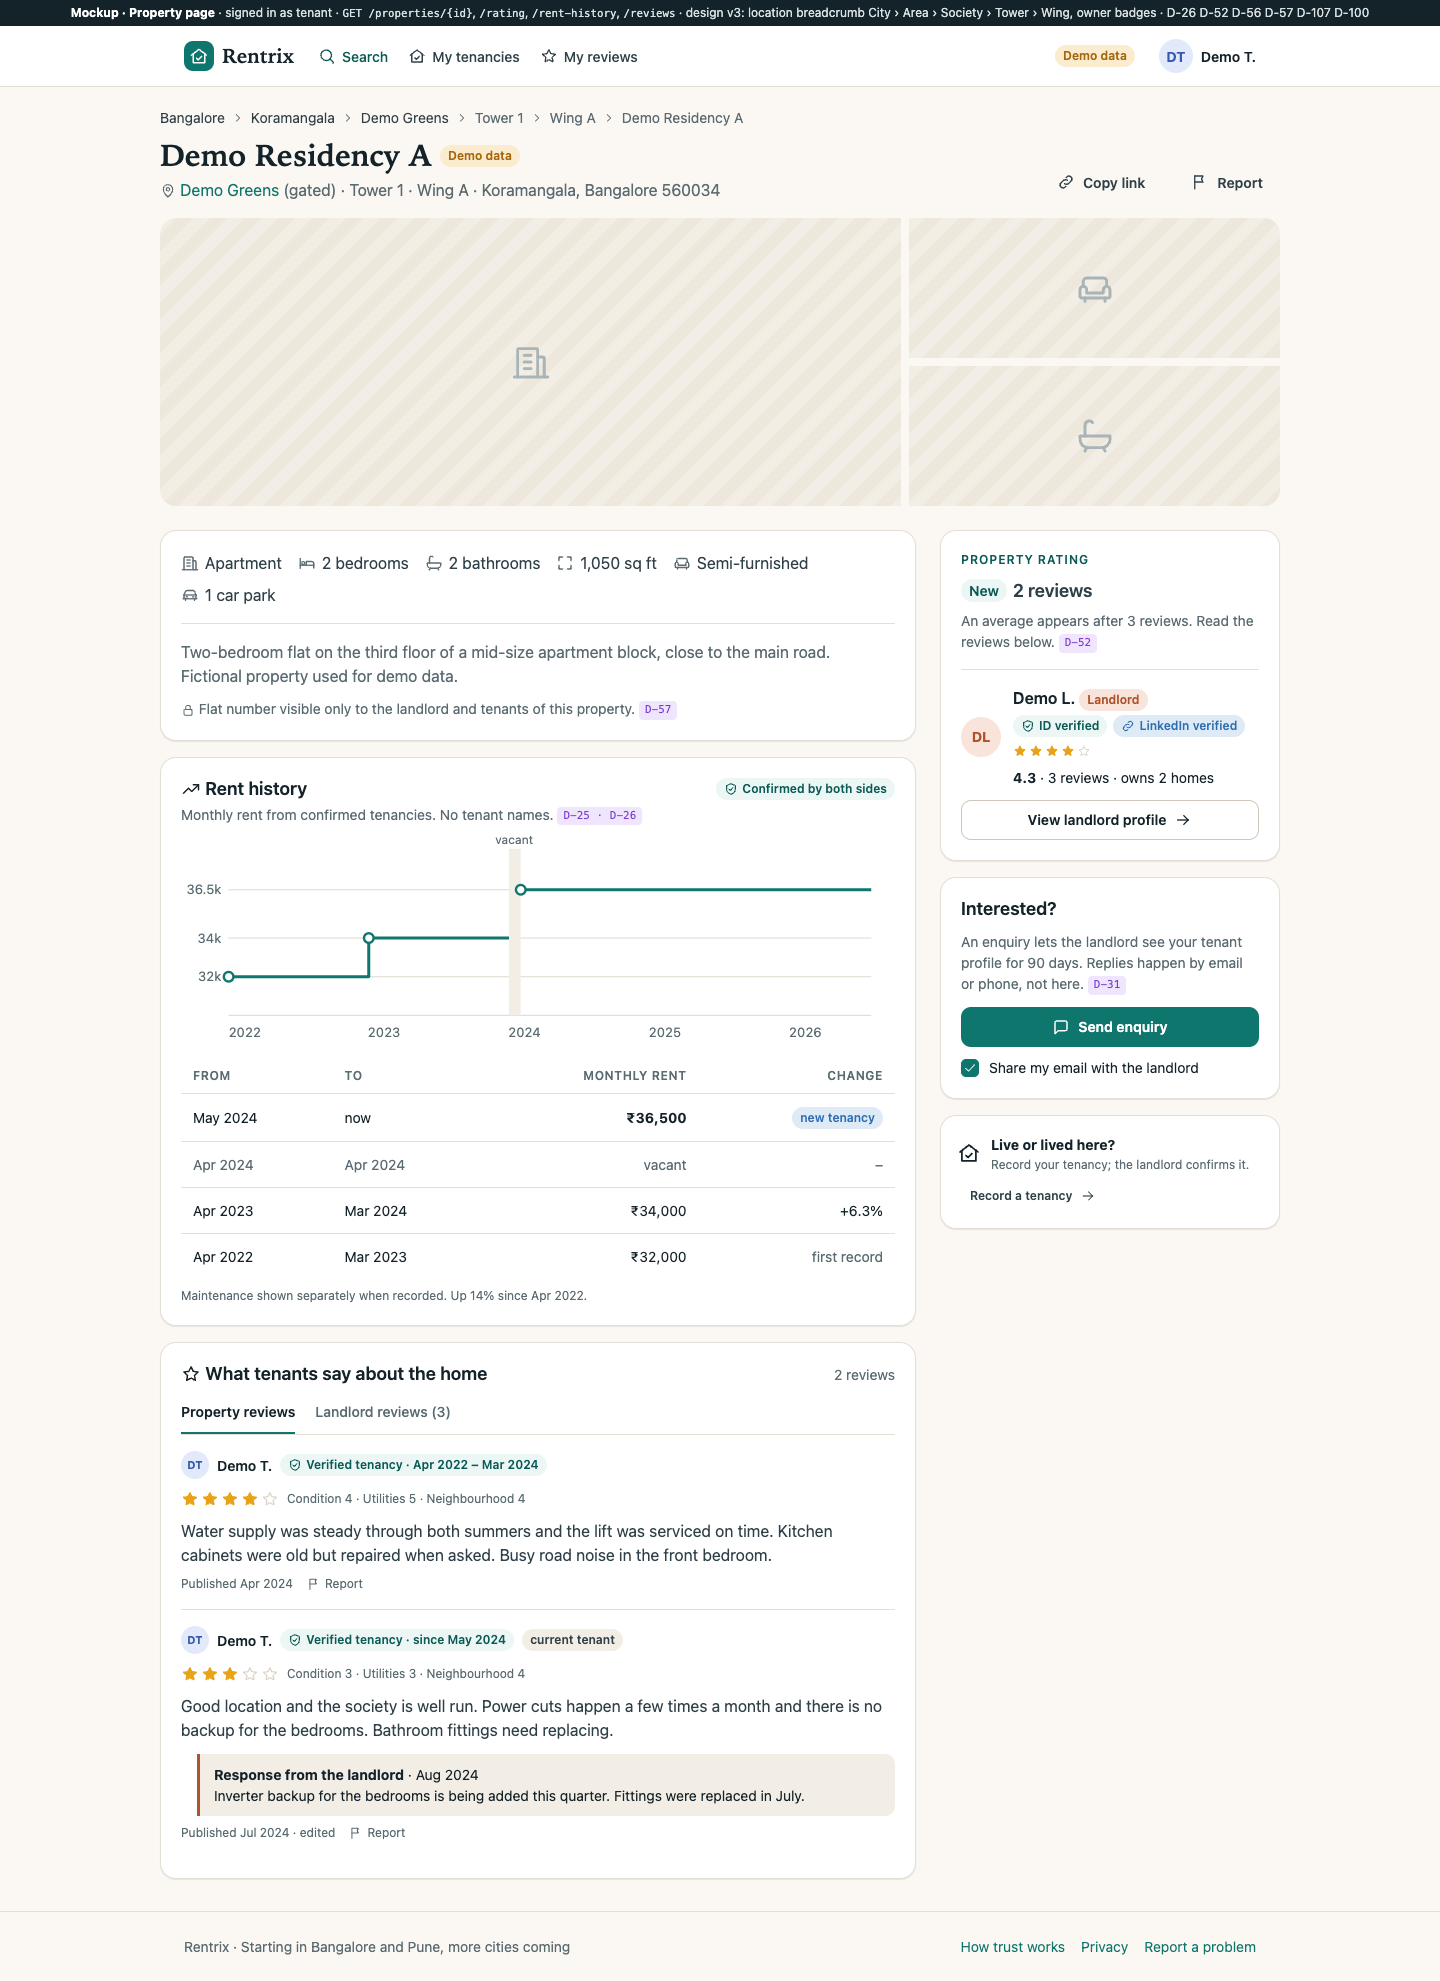 Mockup · Property page · signed in as tenant · GET /properties/{id}, /rating, /rent-history, /reviews · design v3: location breadcrumb City › Area › Society › Tower › Wing, owner badges · D-26 D-52 D-56 D-57 D-107 D-100
Rentrix Search My tenancies My reviews Demo data DT Demo T.
Bangalore › Koramangala › Demo Greens › Tower 1 › Wing A › Demo Residency A
Demo Residency A Demo data
Demo Greens (gated) · Tower 1 · Wing A · Koramangala, Bangalore 560034
Copy link Report
Apartment 2 bedrooms 2 bathrooms 1,050 sq ft Semi-furnished
1 car park
Two-bedroom flat on the third floor of a mid-size apartment block, close to the main road.
Fictional property used for demo data.
Flat number visible only to the landlord and tenants of this property. D-57
PROPERTY RATING
New 2 reviews
An average appears after 3 reviews. Read the
reviews below. D-52
DL
Demo L. Landlord
ID verified LinkedIn verified
4.3 · 3 reviews · owns 2 homes
View landlord profile
Rent history Confirmed by both sides
Monthly rent from confirmed tenancies. No tenant names. D-25 · D-26
vacant
36.5k
34k
32k
2022 2023 2024 2025 2026
FROM TO MONTHLY RENT CHANGE
May 2024 now ₹36,500 new tenancy
Apr 2024 Apr 2024 vacant –
Apr 2023 Mar 2024 ₹34,000 +6.3%
Apr 2022 Mar 2023 ₹32,000 first record
Maintenance shown separately when recorded. Up 14% since Apr 2022.
Interested?
An enquiry lets the landlord see your tenant
profile for 90 days. Replies happen by email
or phone, not here. D-31
Send enquiry
Share my email with the landlord
Live or lived here?
Record your tenancy; the landlord confirms it.
Record a tenancy
What tenants say about the home 2 reviews
Property reviews Landlord reviews (3)
DT Demo T. Verified tenancy · Apr 2022 – Mar 2024
Condition 4 · Utilities 5 · Neighbourhood 4
Water supply was steady through both summers and the lift was serviced on time. Kitchen
cabinets were old but repaired when asked. Busy road noise in the front bedroom.
Published Apr 2024 Report
DT Demo T. Verified tenancy · since May 2024 current tenant
Condition 3 · Utilities 3 · Neighbourhood 4
Good location and the society is well run. Power cuts happen a few times a month and there is no
backup for the bedrooms. Bathroom fittings need replacing.
Response from the landlord · Aug 2024
Inverter backup for the bedrooms is being added this quarter. Fittings were replaced in July.
Published Jul 2024 · edited Report
Rentrix · Starting in Bangalore and Pune, more cities coming
How trust works Privacy Report a problem